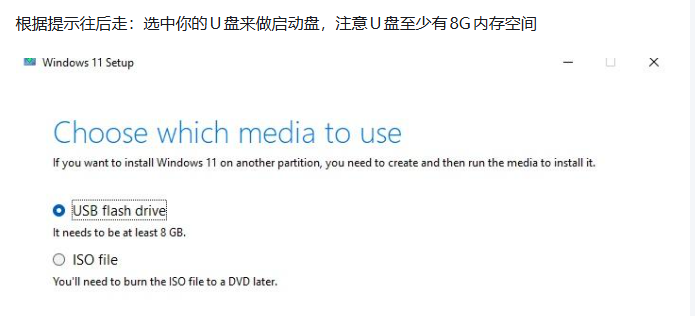 根据提示往后走：选中你的U盘来做启动盘，注意U盘至少有8G内存空间
Windows 11 Setup
Choose which media to use
If you want to install Windows 11 on another partition, you need to create and then run the media to install it.
USB flash drive
It needs to be at least 8 GB.
ISO file
You'll need to burn the ISO file to a DVD later.